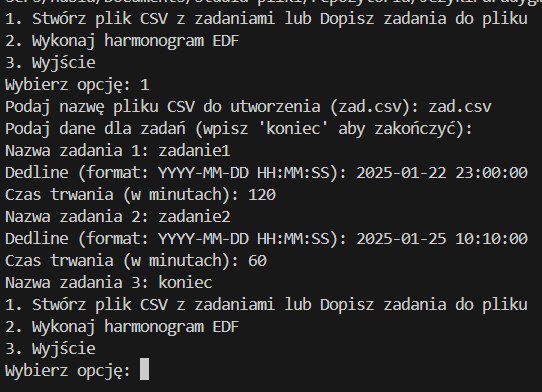 1. Stwórz plik CSV z zadaniami lub Dopisz zadania do pliku
2. Wykonaj harmonogram EDF
3. Wyjście
Wybierz opcję: 1
Podaj nazwę pliku CSV do utworzenia (zad.csv): zad.csv
Podaj dane dla zadań (wpisz 'koniec' aby zakończyć):
Nazwa zadania 1: zadanie1
Dedline (format: YYYY-MM-DD HH:MM:SS): 2025-01-22 23:00:00
Czas trwania (w minutach): 120
Nazwa zadania 2: zadanie2
Dedline (format: YYYY-MM-DD HH:MM:SS): 2025-01-25 10:10:00
Czas trwania (w minutach): 60
Nazwa zadania 3: koniec
1. Stwórz plik CSV z zadaniami lub Dopisz zadania do pliku
2. Wykonaj harmonogram EDF
3. Wyjście
Wybierz opcję: